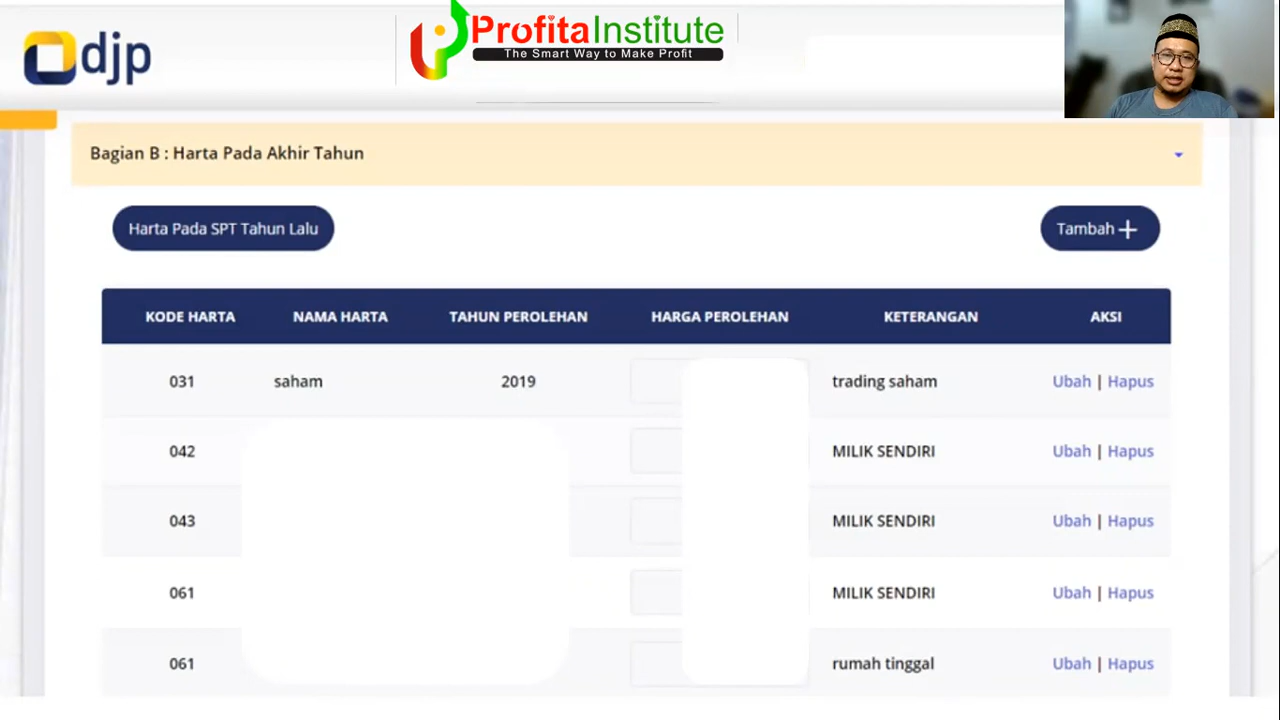 djp
ProfitaInstitute
The Smart Way to Make Profit
Bagian B : Harta Pada Akhir Tahun
Harta Pada SPT Tahun Lalu
Tambah +
KODE HARTA NAMA HARTA TAHUN PEROLEHAN HARGA PEROLEHAN KETERANGAN AKSI
031 saham 2019 trading saham Ubah | Hapus
042 MILIK SENDIRI Ubah | Hapus
043 MILIK SENDIRI Ubah | Hapus
061 MILIK SENDIRI Ubah | Hapus
061 rumah tinggal Ubah | Hapus